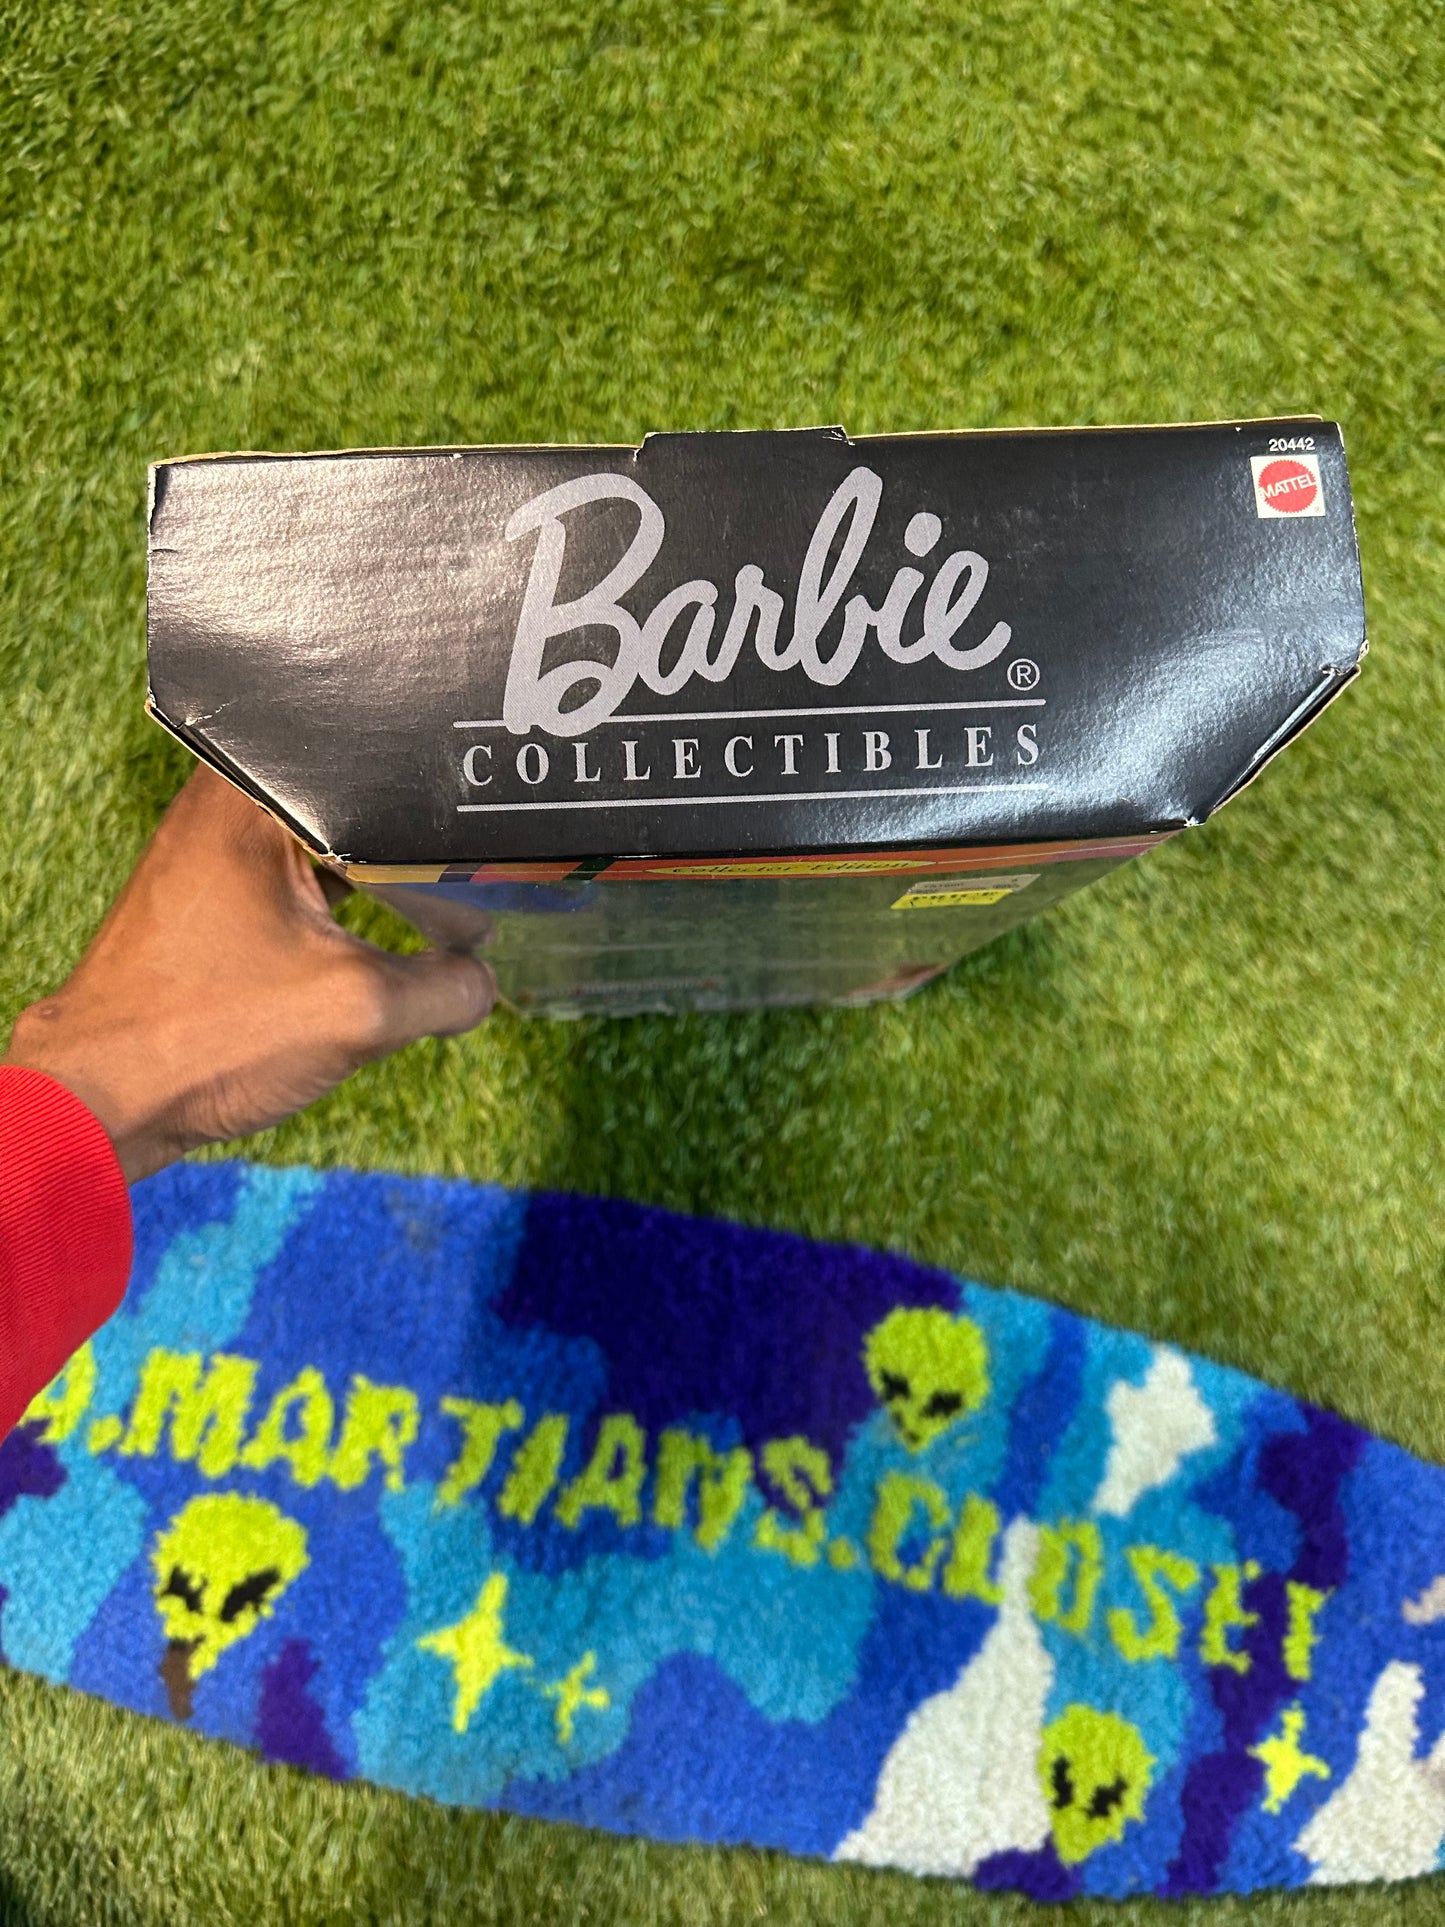 20442
MATTEL
Barbie®
COLLECTIBLES
Collector Edition
A.MARTIANS.CLOSET